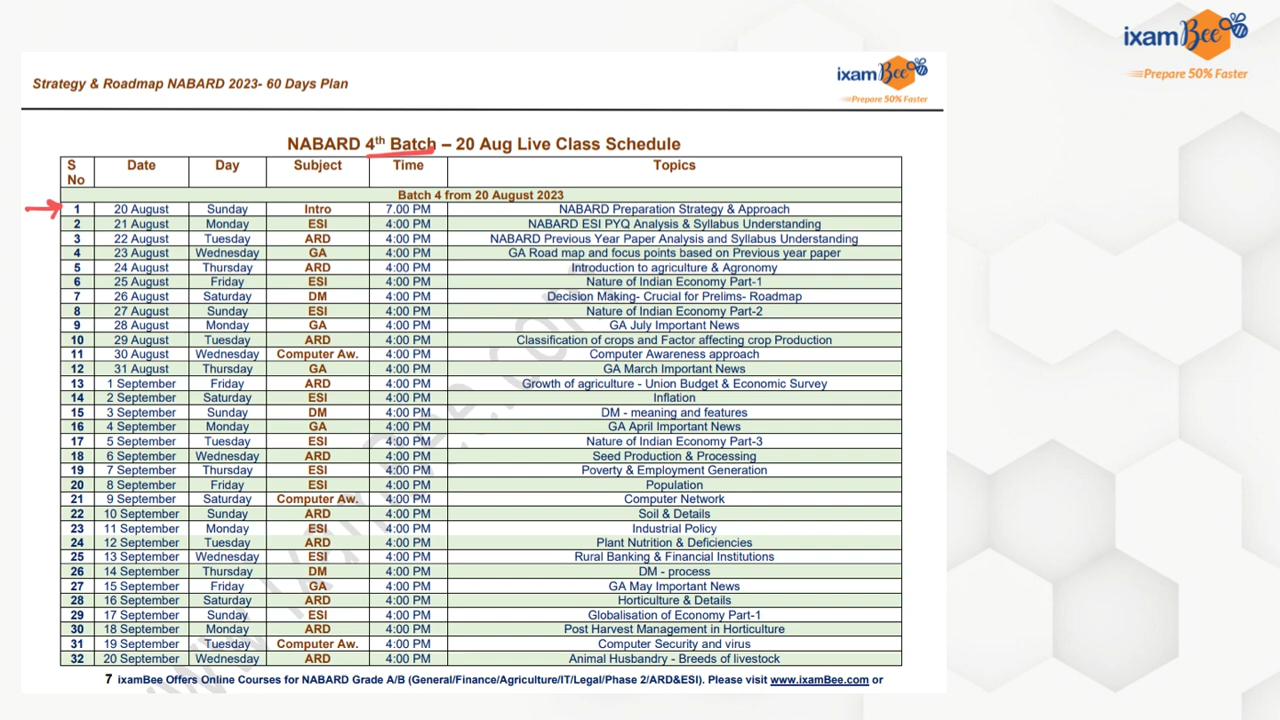 ixamBee
Prepare 50% Faster
Strategy & Roadmap NABARD 2023- 60 Days Plan
ixamBee
Prepare 50% Faster
NABARD 4th Batch – 20 Aug Live Class Schedule
S No Date Day Subject Time Topics
Batch 4 from 20 August 2023
1 20 August Sunday Intro 7.00 PM NABARD Preparation Strategy & Approach
2 21 August Monday ESI 4:00 PM NABARD ESI PYQ Analysis & Syllabus Understanding
3 22 August Tuesday ARD 4:00 PM NABARD Previous Year Paper Analysis and Syllabus Understanding
4 23 August Wednesday GA 4:00 PM GA Road map and focus points based on Previous year paper
5 24 August Thursday ARD 4:00 PM Introduction to agriculture & Agronomy
6 25 August Friday ESI 4:00 PM Nature of Indian Economy Part-1
7 26 August Saturday DM 4:00 PM Decision Making- Crucial for Prelims- Roadmap
8 27 August Sunday ESI 4:00 PM Nature of Indian Economy Part-2
9 28 August Monday GA 4:00 PM GA July Important News
10 29 August Tuesday ARD 4:00 PM Classification of crops and Factor affecting crop Production
11 30 August Wednesday Computer Aw. 4:00 PM Computer Awareness approach
12 31 August Thursday GA 4:00 PM GA March Important News
13 1 September Friday ARD 4:00 PM Growth of agriculture - Union Budget & Economic Survey
14 2 September Saturday ESI 4:00 PM Inflation
15 3 September Sunday DM 4:00 PM DM - meaning and features
16 4 September Monday GA 4:00 PM GA April Important News
17 5 September Tuesday ESI 4:00 PM Nature of Indian Economy Part-3
18 6 September Wednesday ARD 4:00 PM Seed Production & Processing
19 7 September Thursday ESI 4:00 PM Poverty & Employment Generation
20 8 September Friday ESI 4:00 PM Population
21 9 September Saturday Computer Aw. 4:00 PM Computer Network
22 10 September Sunday ARD 4:00 PM Soil & Details
23 11 September Monday ESI 4:00 PM Industrial Policy
24 12 September Tuesday ARD 4:00 PM Plant Nutrition & Deficiencies
25 13 September Wednesday ESI 4:00 PM Rural Banking & Financial Institutions
26 14 September Thursday DM 4:00 PM DM - process
27 15 September Friday GA 4:00 PM GA May Important News
28 16 September Saturday ARD 4:00 PM Horticulture & Details
29 17 September Sunday ESI 4:00 PM Globalisation of Economy Part-1
30 18 September Monday ARD 4:00 PM Post Harvest Management in Horticulture
31 19 September Tuesday Computer Aw. 4:00 PM Computer Security and virus
32 20 September Wednesday ARD 4:00 PM Animal Husbandry - Breeds of livestock
7 ixamBee Offers Online Courses for NABARD Grade A/B (General/Finance/Agriculture/IT/Legal/Phase 2/ARD&ESI). Please visit www.ixamBee.com or